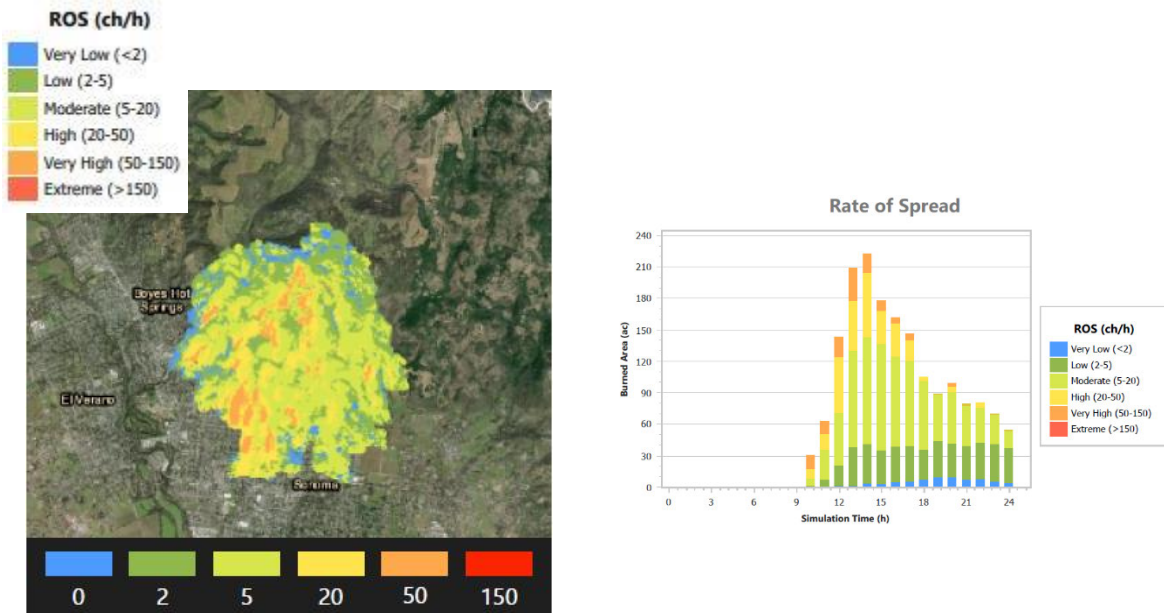 ROS (ch/h)
Very Low (<2)
Low (2-5)
Moderate (5-20)
High (20-50)
Very High (50-150)
Extreme (>150)
Boyes Hot
Springs
El Verano
Sonoma
0 2 5 20 50 150
Rate of Spread
240
210
180
150
120
90
60
30
0
Burned Area (ac)
0 3 6 9 12 15 18 21 24
Simulation Time (h)
ROS (ch/h)
Very Low (<2)
Low (2-5)
Moderate (5-20)
High (20-50)
Very High (50-150)
Extreme (>150)